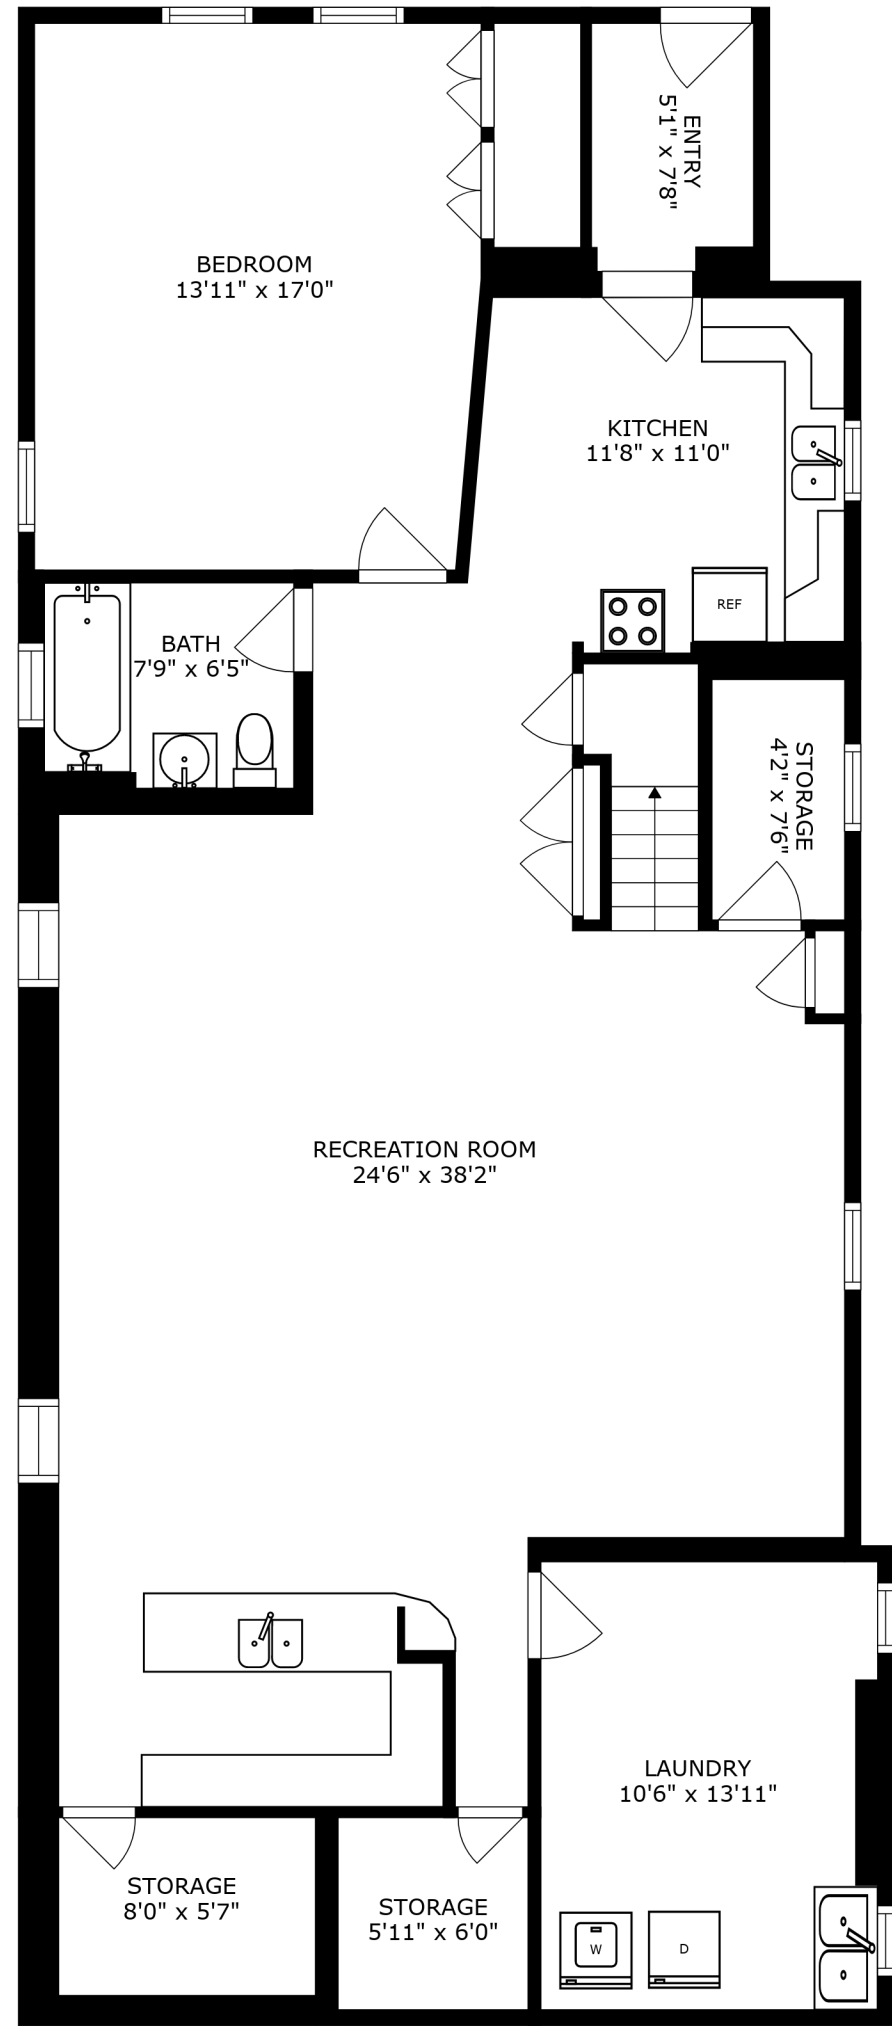 ENTRY
5'1" x 7'8"
BEDROOM
13'11" x 17'0"
KITCHEN
11'8" x 11'0"
REF
BATH
7'9" x 6'5"
STORAGE
4'2" x 7'6"
RECREATION ROOM
24'6" x 38'2"
LAUNDRY
10'6" x 13'11"
STORAGE
8'0" x 5'7"
STORAGE
5'11" x 6'0"
W
D